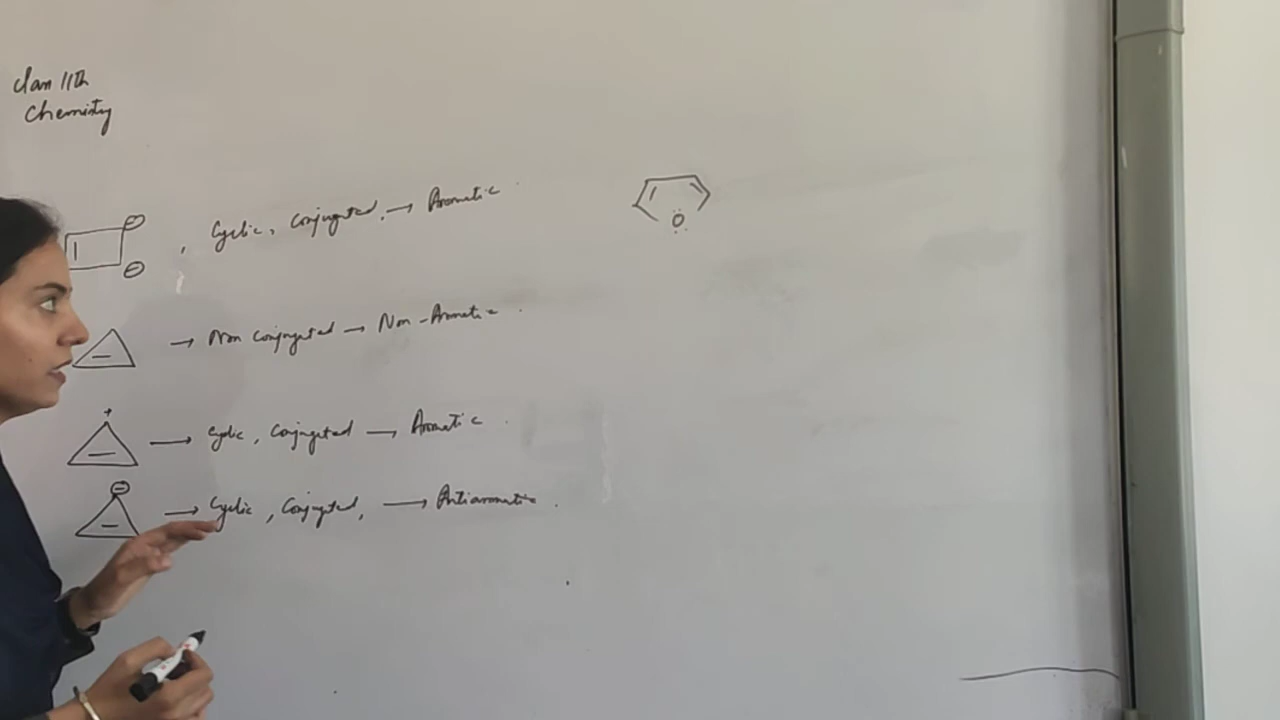 Class 11th
Chemistry
, Cyclic, Conjugated, → Aromatic
→ Non Conjugated → Non-Aromatic
+
→ Cyclic, Conjugated → Aromatic
→ Cyclic, Conjugated, → Antiaromatic
O